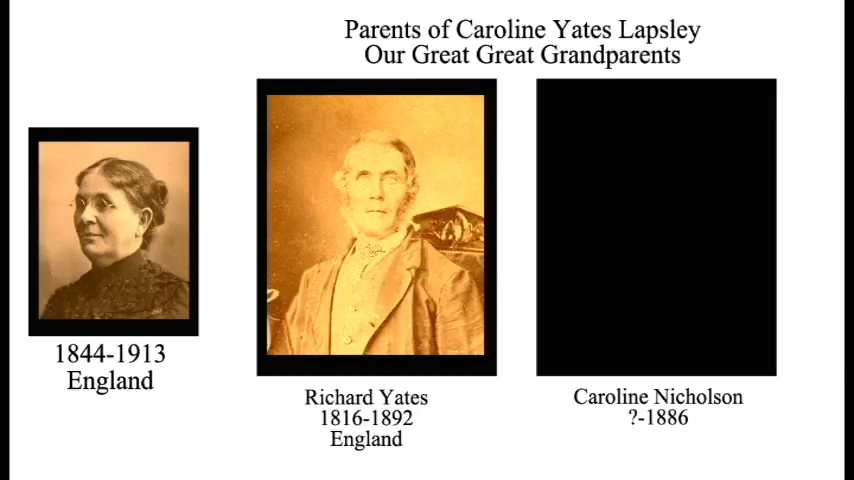 Parents of Caroline Yates Lapsley
Our Great Great Grandparents
1844-1913
England
Richard Yates
1816-1892
England
Caroline Nicholson
?-1886